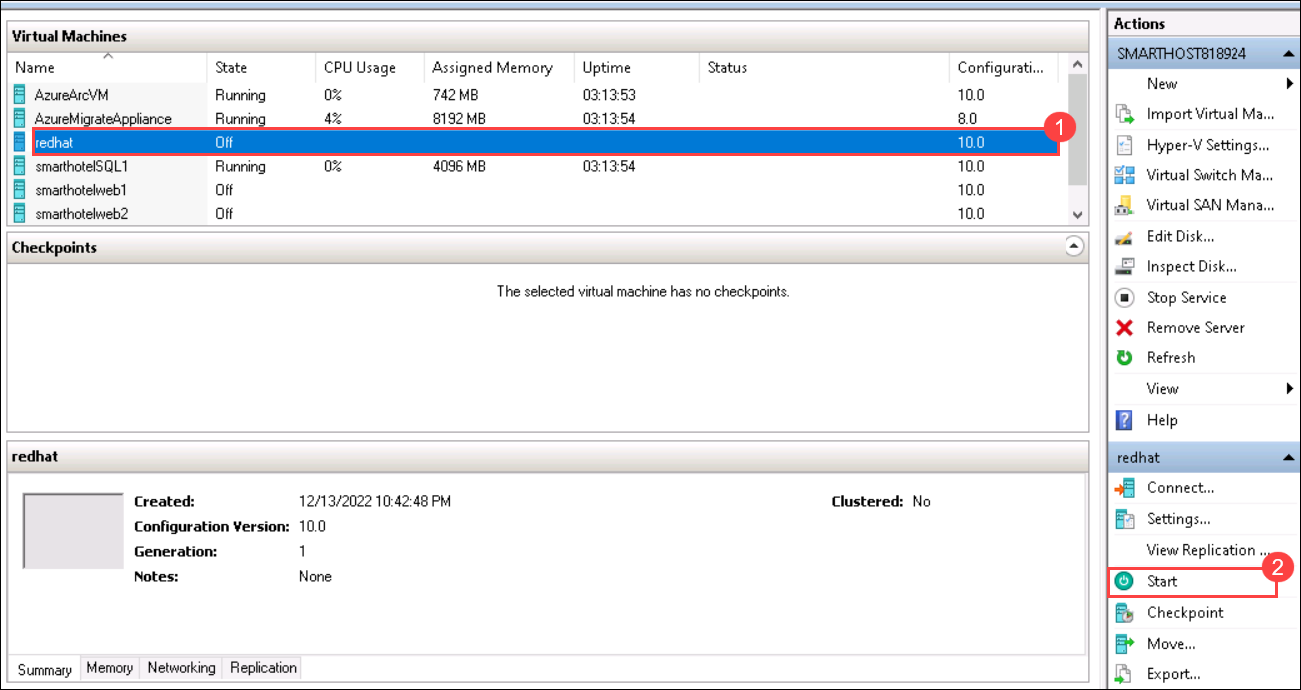 Virtual Machines
Name State CPU Usage Assigned Memory Uptime Status Configurati...
AzureArcVM Running 0% 742 MB 03:13:53 10.0
AzureMigrateAppliance Running 4% 8192 MB 03:13:54 8.0
redhat Off 10.0 1
smarthotelSQL1 Running 0% 4096 MB 03:13:54 10.0
smarthotelweb1 Off 10.0
smarthotelweb2 Off 10.0
Checkpoints
The selected virtual machine has no checkpoints.
redhat
Created: 12/13/2022 10:42:48 PM Clustered: No
Configuration Version: 10.0
Generation: 1
Notes: None
Summary Memory Networking Replication
Actions
SMARTHOST818924
New
Import Virtual Ma...
Hyper-V Settings...
Virtual Switch Ma...
Virtual SAN Mana...
Edit Disk...
Inspect Disk...
Stop Service
Remove Server
Refresh
View
Help
redhat
Connect...
Settings...
View Replication ...
Start 2
Checkpoint
Move...
Export...